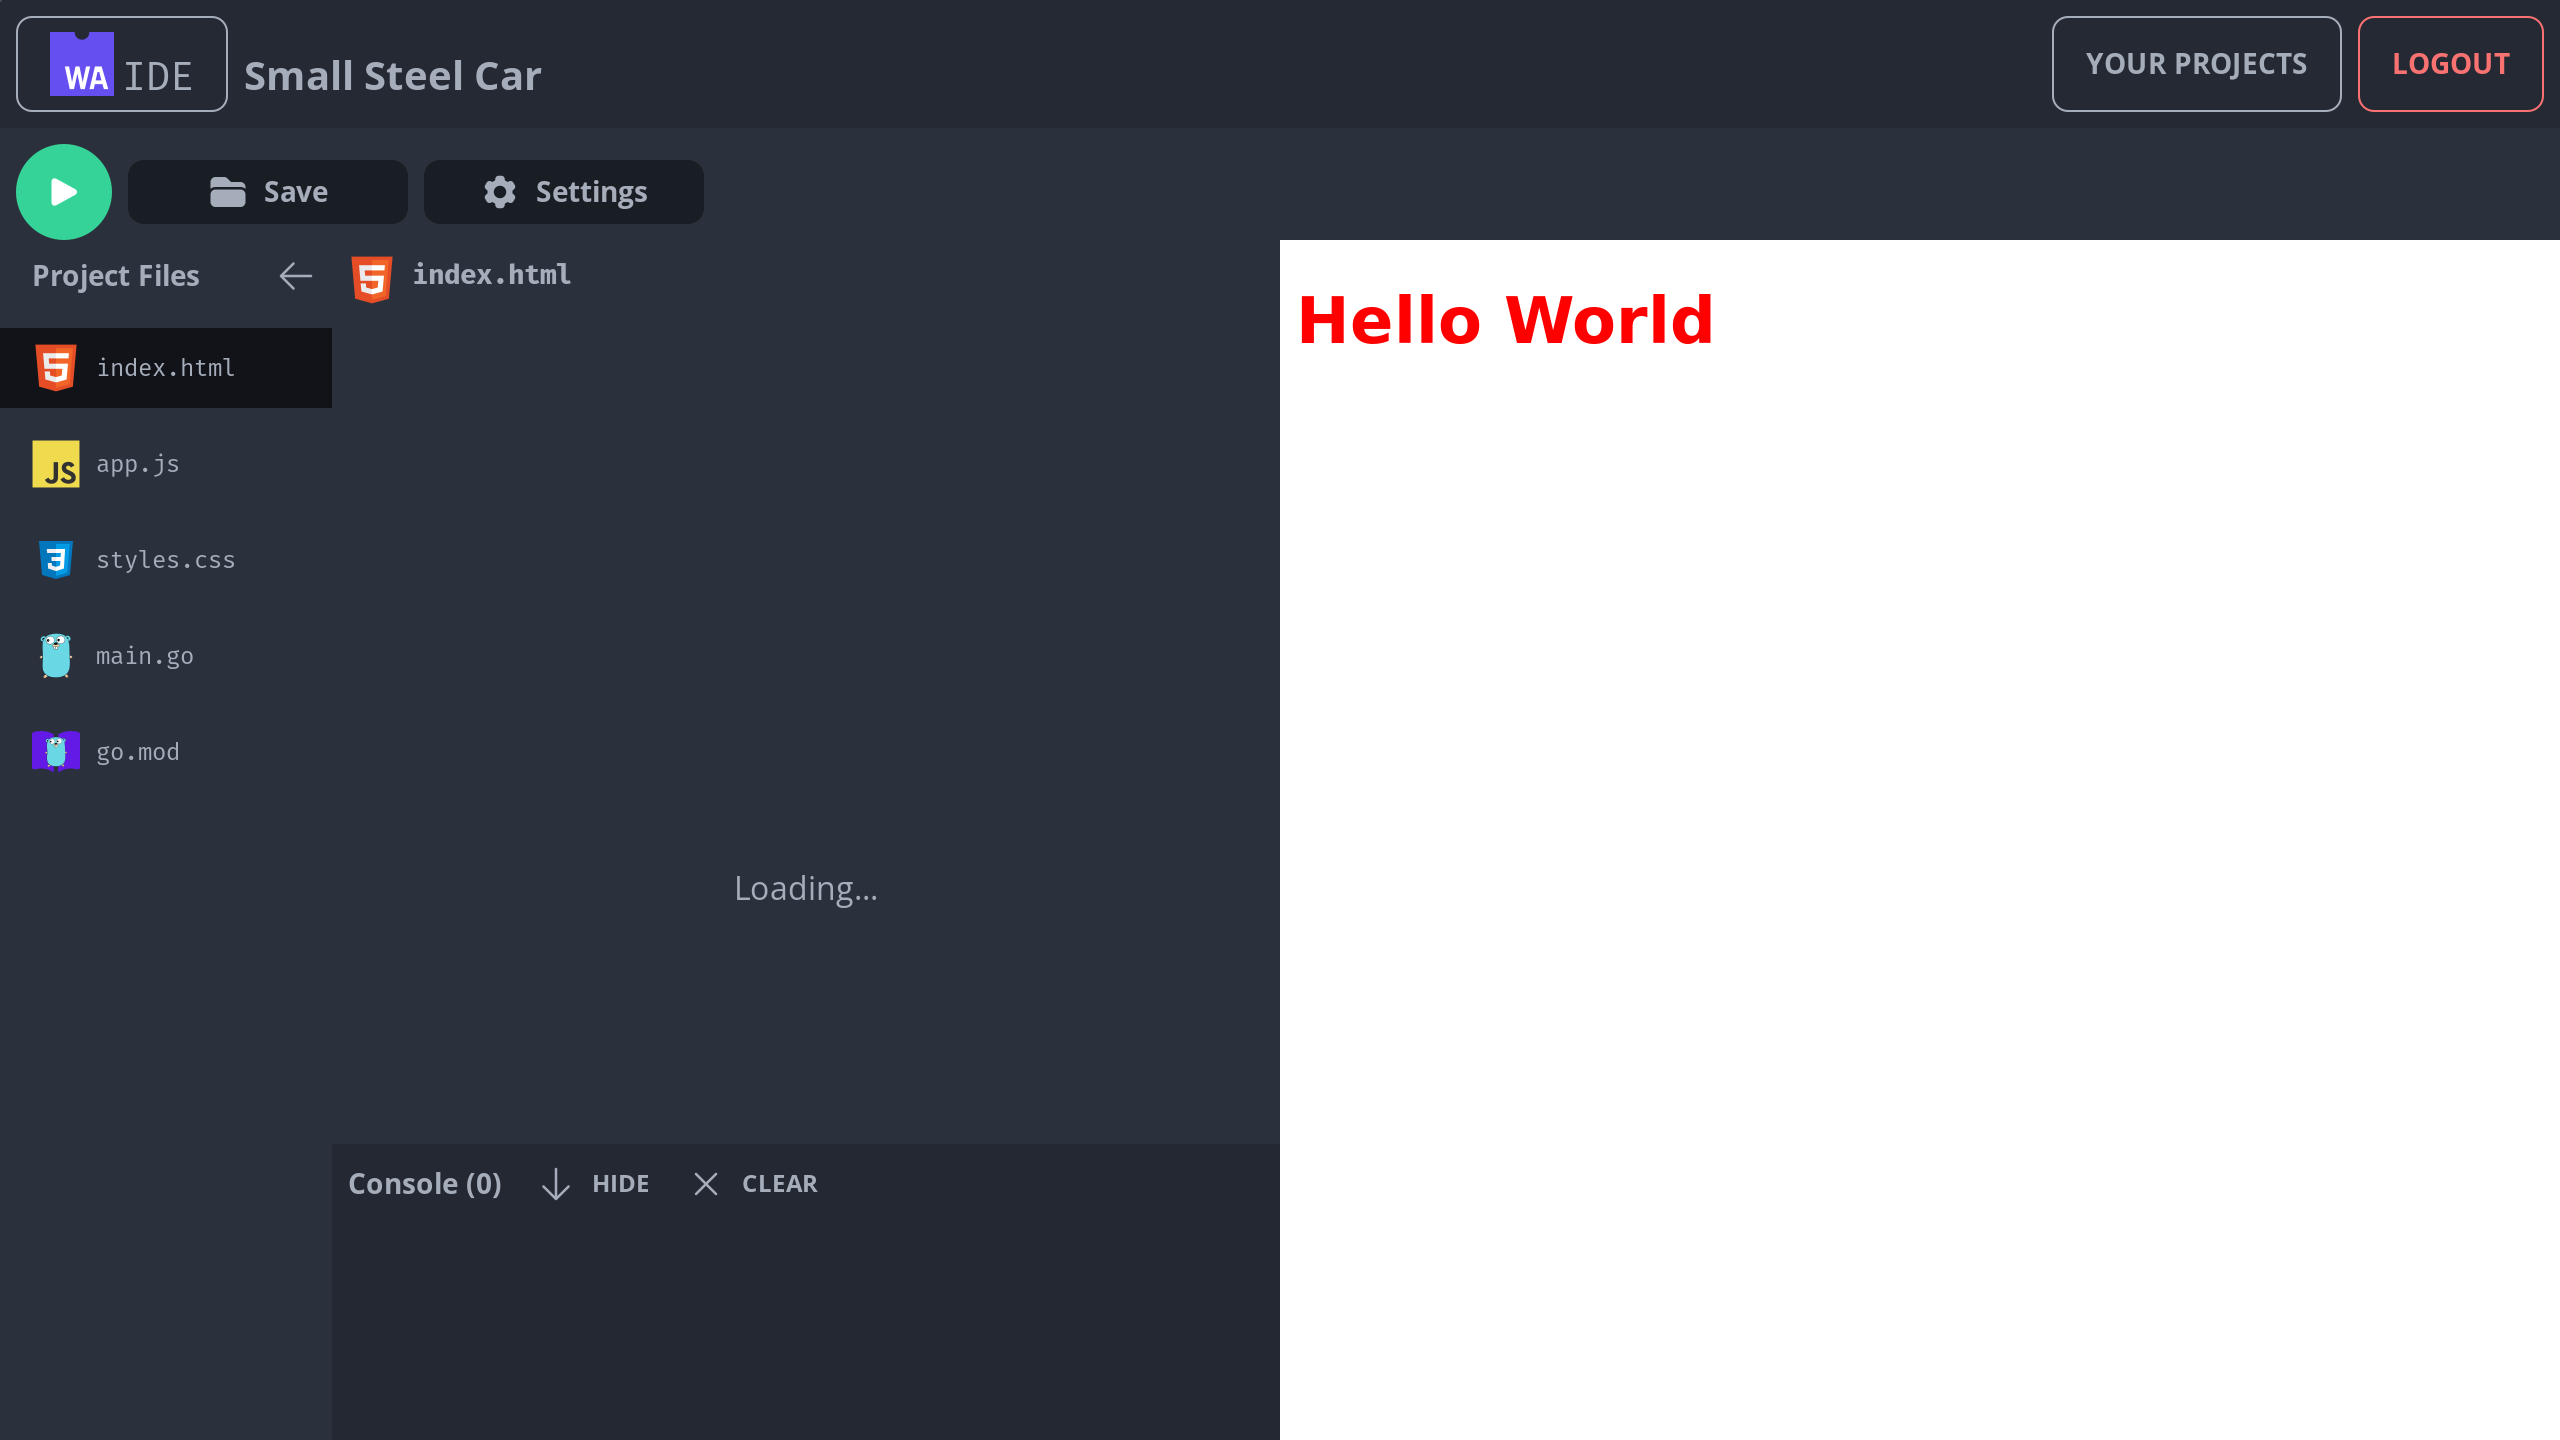 WA IDE
Small Steel Car
YOUR PROJECTS
LOGOUT
Save
Settings
Project Files
index.html
JS app.js
styles.css
main.go
go.mod
index.html
Loading...
Console (0)
HIDE
CLEAR
Hello World